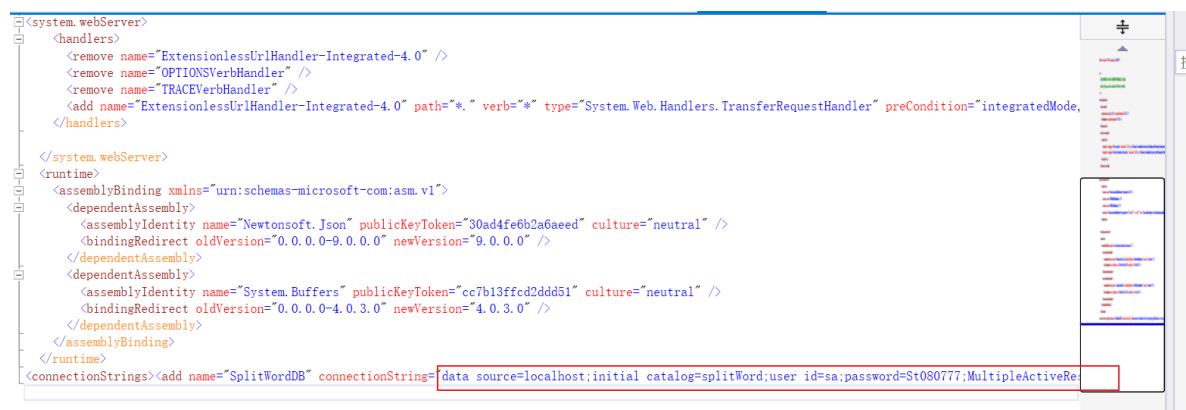 <system.webServer>
<handlers>
<remove name="ExtensionlessUrlHandler-Integrated-4.0" />
<remove name="OPTIONSVerbHandler" />
<remove name="TRACEVerbHandler" />
<add name="ExtensionlessUrlHandler-Integrated-4.0" path="*." verb="*" type="System.Web.Handlers.TransferRequestHandler" preCondition="integratedMode,
</handlers>
</system.webServer>
<runtime>
<assemblyBinding xmlns="urn:schemas-microsoft-com:asm.v1">
<dependentAssembly>
<assemblyIdentity name="Newtonsoft.Json" publicKeyToken="30ad4fe6b2a6aeed" culture="neutral" />
<bindingRedirect oldVersion="0.0.0.0-9.0.0.0" newVersion="9.0.0.0" />
</dependentAssembly>
<dependentAssembly>
<assemblyIdentity name="System.Buffers" publicKeyToken="cc7b13ffcd2ddd51" culture="neutral" />
<bindingRedirect oldVersion="0.0.0.0-4.0.3.0" newVersion="4.0.3.0" />
</dependentAssembly>
</assemblyBinding>
</runtime>
<connectionStrings><add name="SplitWordDB" connectionString="data source=localhost;initial catalog=splitWord;user id=sa;password=St080777;MultipleActiveRes